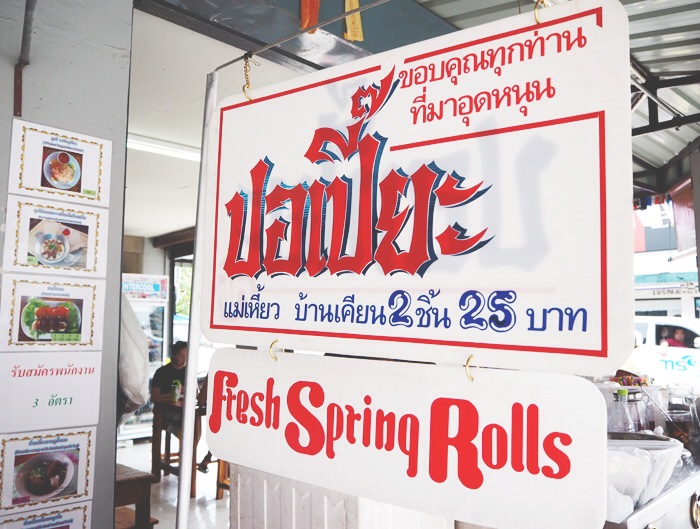 ขอบคุณทุกท่าน
ที่มาอุดหนุน
ปอเปี๊ยะ
แม่เหี้ยว บ้านเคียน 2 ชิ้น 25 บาท
Fresh Spring Rolls
รับสมัครพนักงาน
3 อัตรา
INTERCOOL